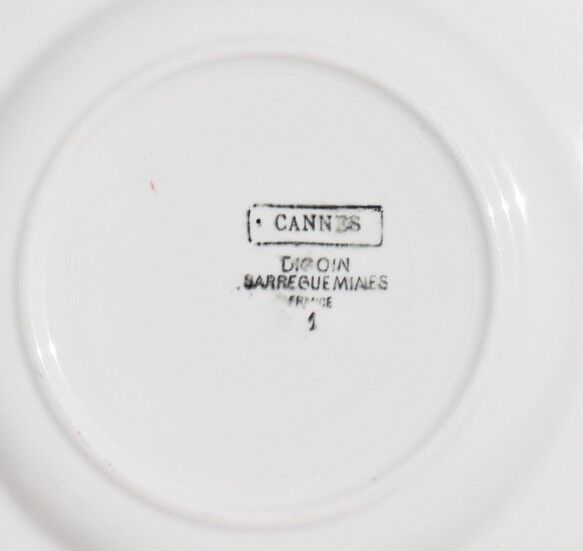 CANNES
DIGOIN
SARREGUEMINES
FRANCE
1